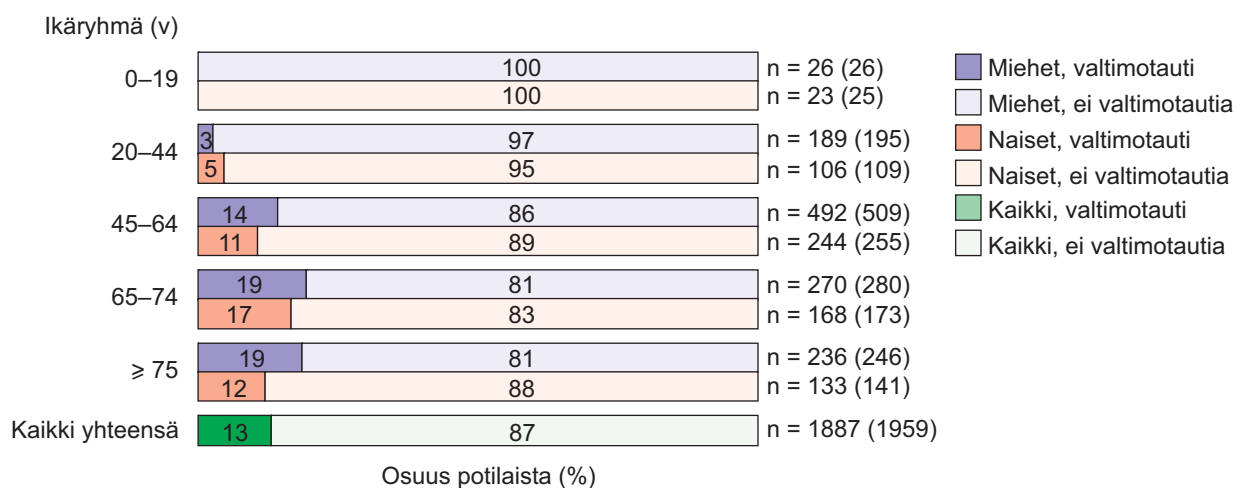 Ikäryhmä (v)
0–19
100
n = 26 (26)
100
n = 23 (25)
20–44
3
97
n = 189 (195)
5
95
n = 106 (109)
45–64
14
86
n = 492 (509)
11
89
n = 244 (255)
65–74
19
81
n = 270 (280)
17
83
n = 168 (173)
⩾ 75
19
81
n = 236 (246)
12
88
n = 133 (141)
Kaikki yhteensä
13
87
n = 1887 (1959)
Osuus potilaista (%)
Miehet, valtimotauti
Miehet, ei valtimotautia
Naiset, valtimotauti
Naiset, ei valtimotautia
Kaikki, valtimotauti
Kaikki, ei valtimotautia